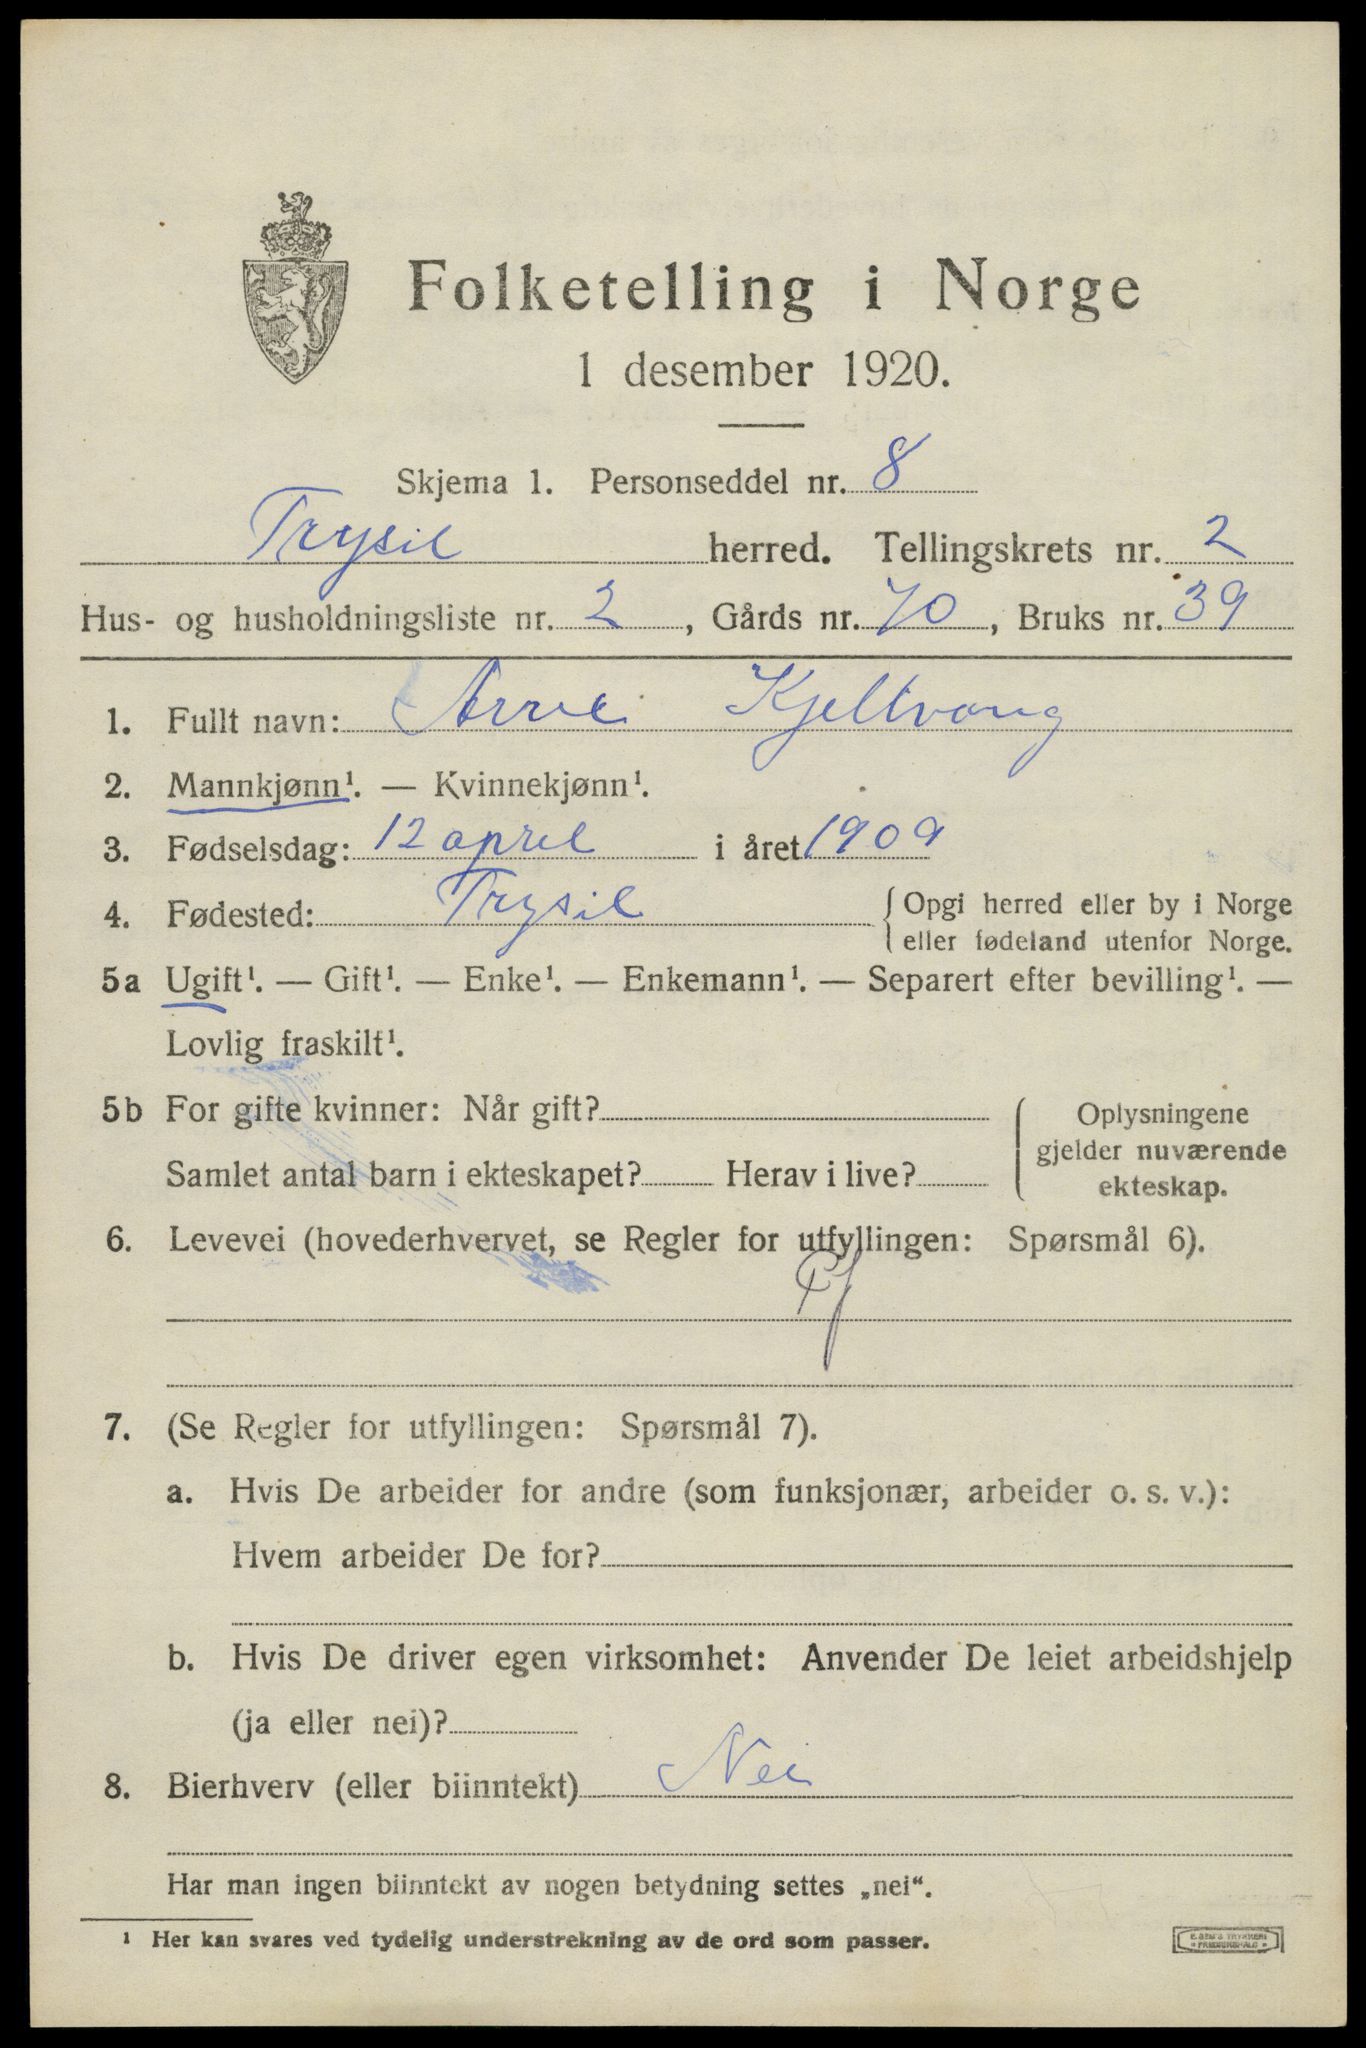 Folketelling i Norge
1 desember 1920.
Skjema 1. Personseddel nr. 8
Trysil herred. Tellingskrets nr. 2
Hus- og husholdningsliste nr. 2, Gårds nr. 70, Bruks nr. 39
1. Fullt navn: Arne Kjeltvang
2. Mannkjønn¹. — Kvinnekjønn¹.
3. Fødselsdag: 12 april i året 1909
4. Fødested: Trysil { Opgi herred eller by i Norge
eller fødeland utenfor Norge.
5a Ugift¹. — Gift¹. — Enke¹. — Enkemann¹. — Separert efter bevilling¹. —
Lovlig fraskilt¹.
5b For gifte kvinner: Når gift? Oplysningene
gjelder nuværende
Samlet antal barn i ekteskapet? Herav i live? ekteskap.
6. Levevei (hovederhvervet, se Regler for utfyllingen: Spørsmål 6).
7. (Se Regler for utfyllingen: Spørsmål 7).
a. Hvis De arbeider for andre (som funksjonær, arbeider o. s. v.):
Hvem arbeider De for?
b. Hvis De driver egen virksomhet: Anvender De leiet arbeidshjelp
(ja eller nei)?
8. Bierhverv (eller biinntekt) Nei
Har man ingen biinntekt av nogen betydning settes „nei“.
¹ Her kan svares ved tydelig understrekning av de ord som passer.